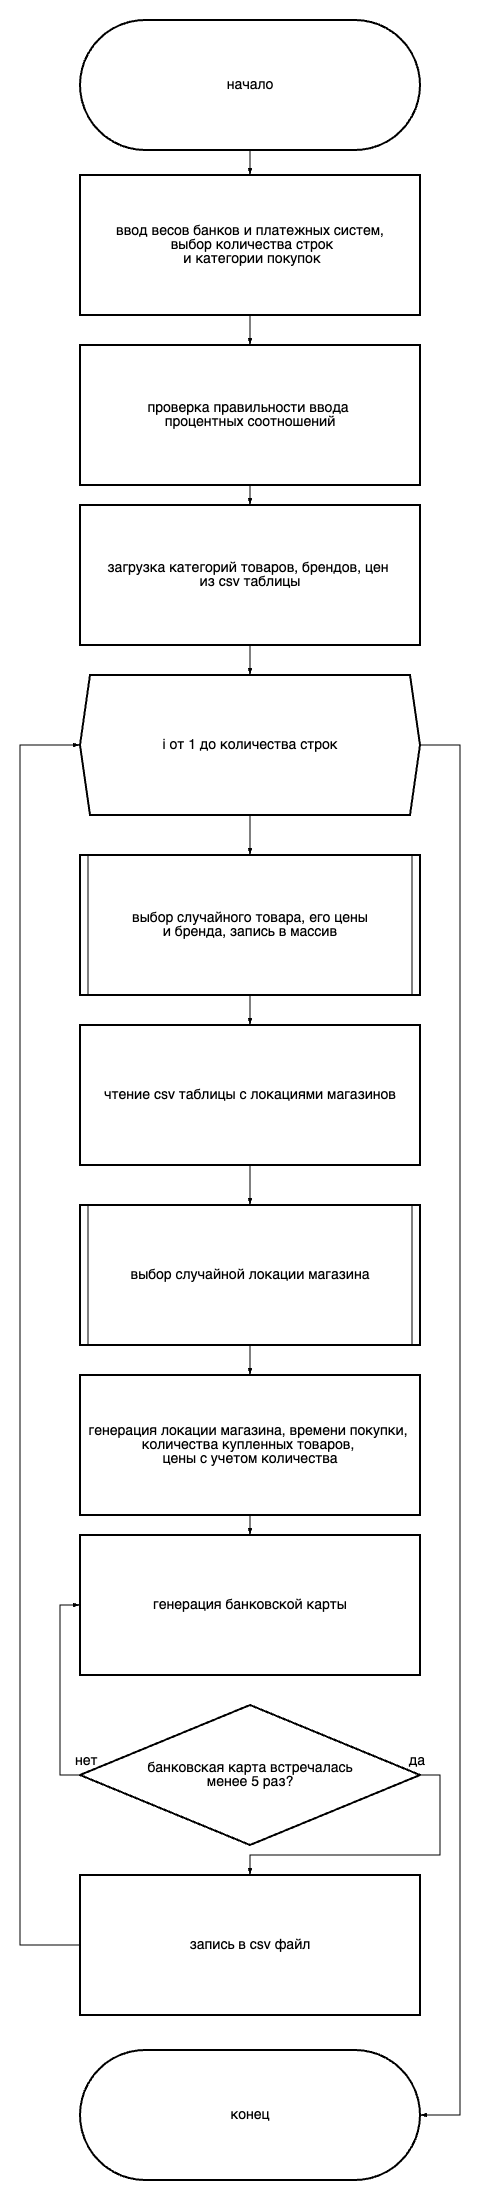 начало
ввод весов банков и платежных систем,
выбор количества строк
и категории покупок
проверка правильности ввода
процентных соотношений
загрузка категорий товаров, брендов, цен
из csv таблицы
i от 1 до количества строк
выбор случайного товара, его цены
и бренда, запись в массив
чтение csv таблицы с локациями магазинов
выбор случайной локации магазина
генерация локации магазина, времени покупки,
количества купленных товаров,
цены с учетом количества
генерация банковской карты
нет
да
банковская карта встречалась
менее 5 раз?
запись в csv файл
конец